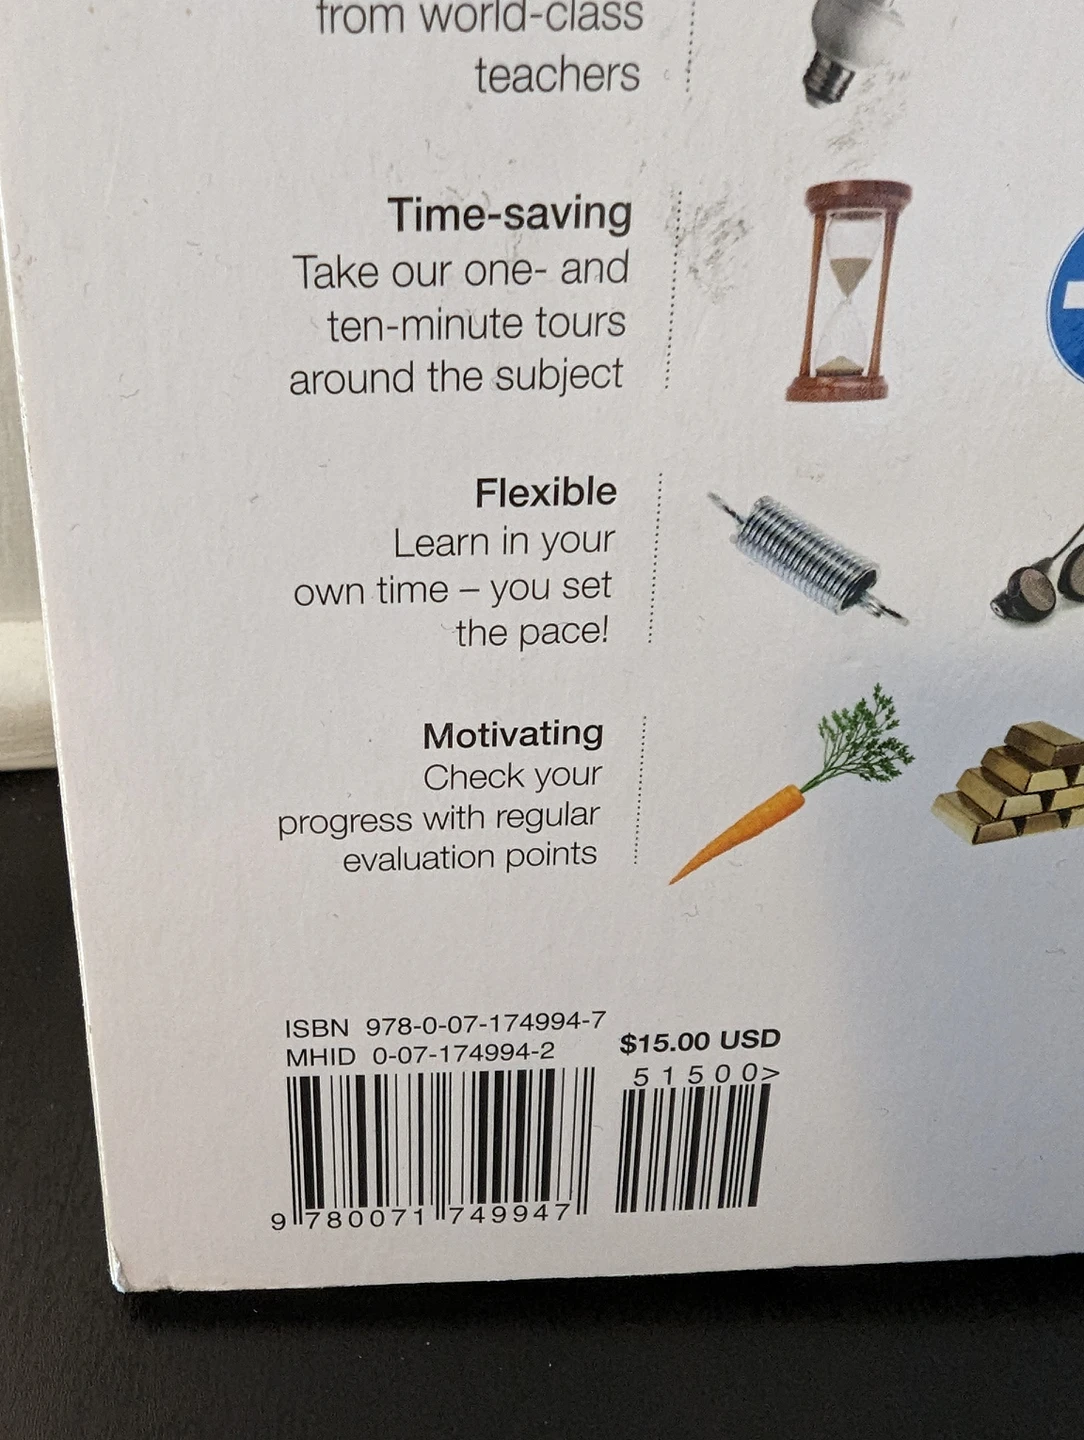 from world-class
teachers
Time-saving
Take our one- and
ten-minute tours
around the subject
Flexible
Learn in your
own time – you set
the pace!
Motivating
Check your
progress with regular
evaluation points
ISBN 978-0-07-174994-7
MHID 0-07-174994-2
$15.00 USD
51500>
9 780071 749947